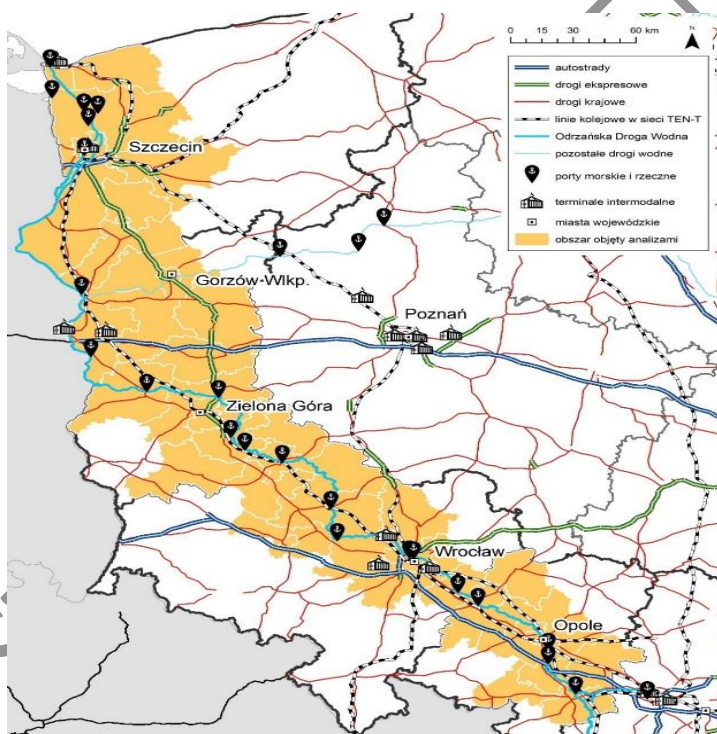 0 15 30 60 km
N
autostrady
drogi ekspresowe
drogi krajowe
linie kolejowe w sieci TEN-T
Odrzańska Droga Wodna
pozostałe drogi wodne
porty morskie i rzeczne
terminale intermodalne
miasta wojewódzkie
obszar objęty analizami
Szczecin
Gorzów-Wlkp.
Poznań
Zielona Góra
Wrocław
Opole